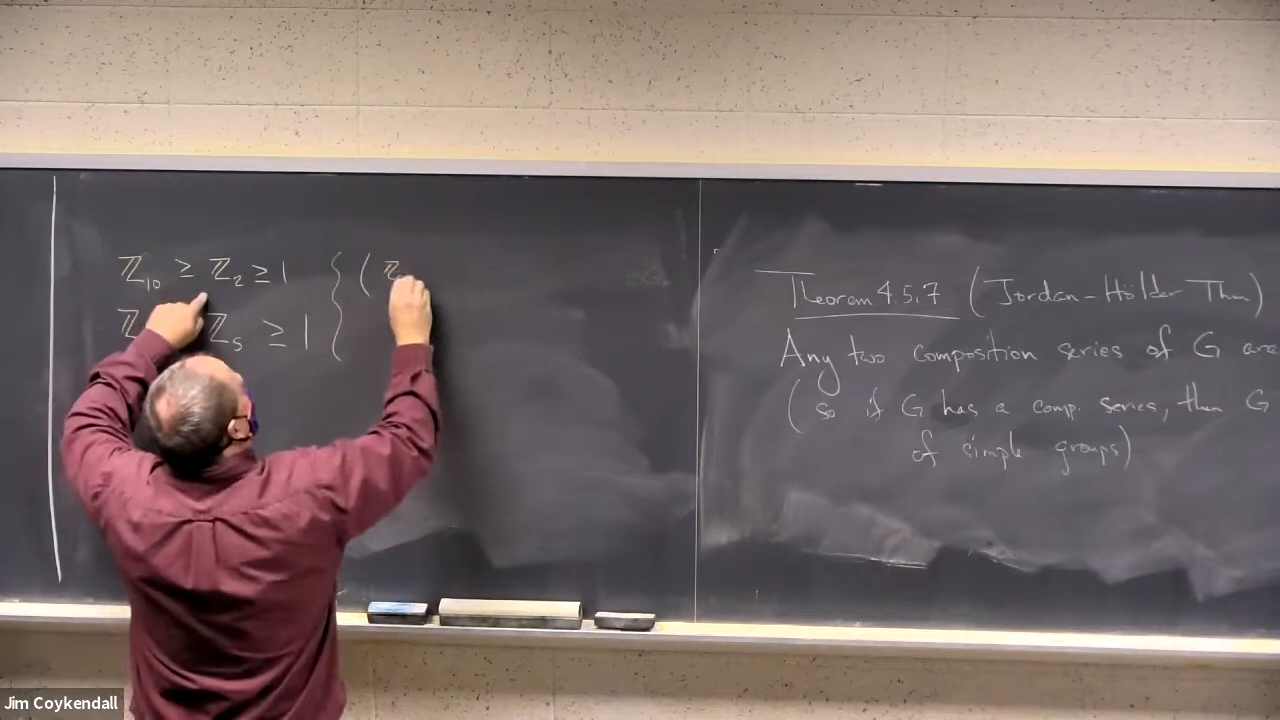 ℤ₁₀ ≥ ℤ₂ ≥ 1 } ( ℤ
ℤ ℤ₅ ≥ 1
Theorem 4.5.7 (Jordan-Hölder Thm)
Any two composition series of G are
(so if G has a comp. series, then G
of simple groups)
Jim Coykendall